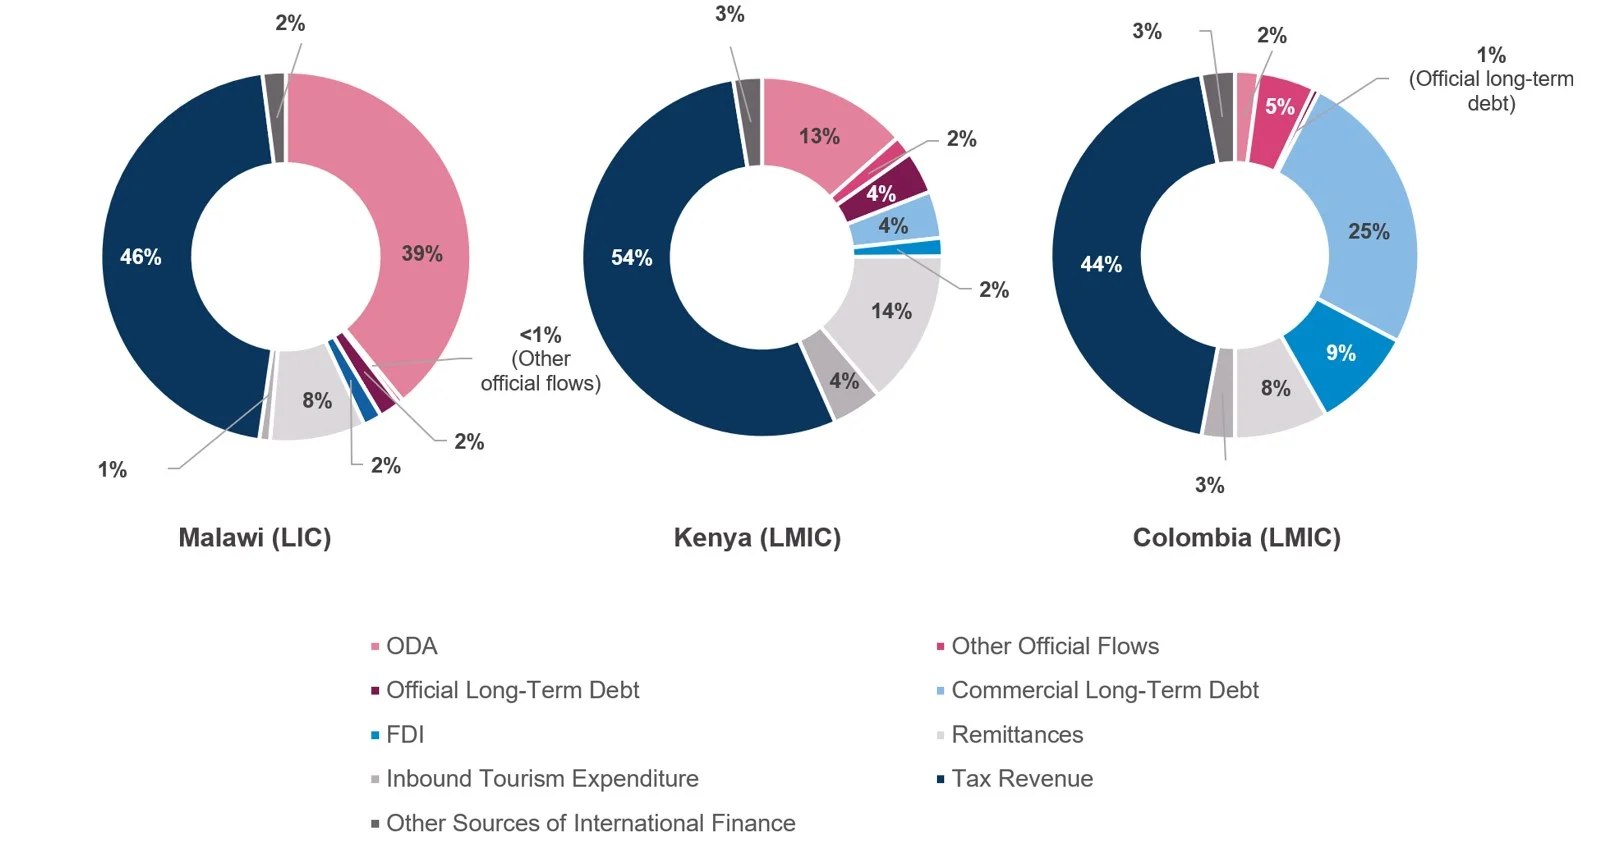 2%
39%
<1%
(Other
official flows)
2%
2%
8%
1%
46%
Malawi (LIC)
3%
13%
2%
4%
4%
2%
14%
4%
54%
Kenya (LMIC)
3%
2%
5%
1%
(Official long-term
debt)
25%
9%
8%
3%
44%
Colombia (LMIC)
ODA
Other Official Flows
Official Long-Term Debt
Commercial Long-Term Debt
FDI
Remittances
Inbound Tourism Expenditure
Tax Revenue
Other Sources of International Finance